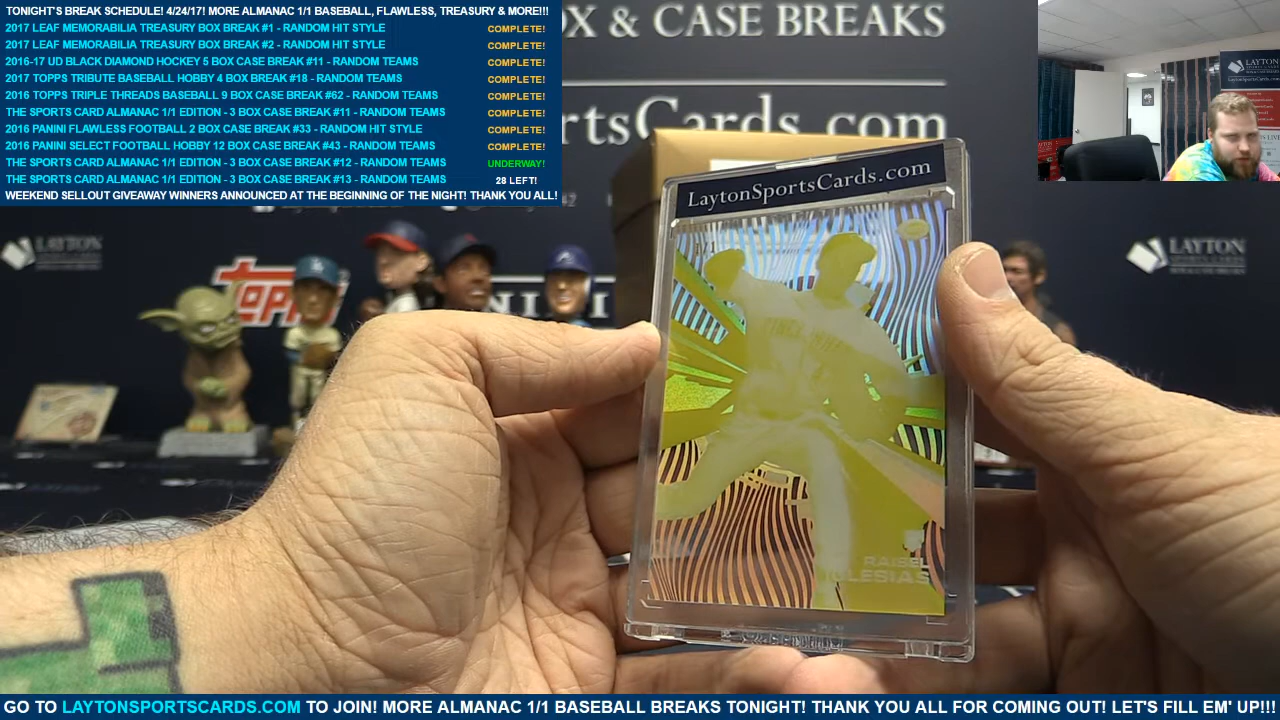 TONIGHT'S BREAK SCHEDULE! 4/24/17! MORE ALMANAC 1/1 BASEBALL, FLAWLESS, TREASURY & MORE!!!
2017 LEAF MEMORABILIA TREASURY BOX BREAK #1 - RANDOM HIT STYLE COMPLETE!
2017 LEAF MEMORABILIA TREASURY BOX BREAK #2 - RANDOM HIT STYLE COMPLETE!
2016-17 UD BLACK DIAMOND HOCKEY 5 BOX CASE BREAK #11 - RANDOM TEAMS COMPLETE!
2017 TOPPS TRIBUTE BASEBALL HOBBY 4 BOX BREAK #18 - RANDOM TEAMS COMPLETE!
2016 TOPPS TRIPLE THREADS BASEBALL 9 BOX CASE BREAK #62 - RANDOM TEAMS COMPLETE!
THE SPORTS CARD ALMANAC 1/1 EDITION - 3 BOX CASE BREAK #11 - RANDOM TEAMS COMPLETE!
2016 PANINI FLAWLESS FOOTBALL 2 BOX CASE BREAK #33 - RANDOM HIT STYLE COMPLETE!
2016 PANINI SELECT FOOTBALL HOBBY 12 BOX BREAK #43 - RANDOM TEAMS COMPLETE!
THE SPORTS CARD ALMANAC 1/1 EDITION - 3 BOX CASE BREAK #12 - RANDOM TEAMS UNDERWAY!
THE SPORTS CARD ALMANAC 1/1 EDITION - 3 BOX CASE BREAK #13 - RANDOM TEAMS 28 LEFT!
WEEKEND SELLOUT GIVEAWAY WINNERS ANNOUNCED AT THE BEGINNING OF THE NIGHT! THANK YOU ALL!
X & CASE BREAKS
rtsCards.com
LaytonSportsCards.com
LAYTON
LAYTON
SPORTS CARDS
topps
RAISEL
IGLESIAS
GO TO LAYTONSPORTSCARDS.COM TO JOIN! MORE ALMANAC 1/1 BASEBALL BREAKS TONIGHT! THANK YOU ALL FOR COMING OUT! LET'S FILL EM' UP!!!